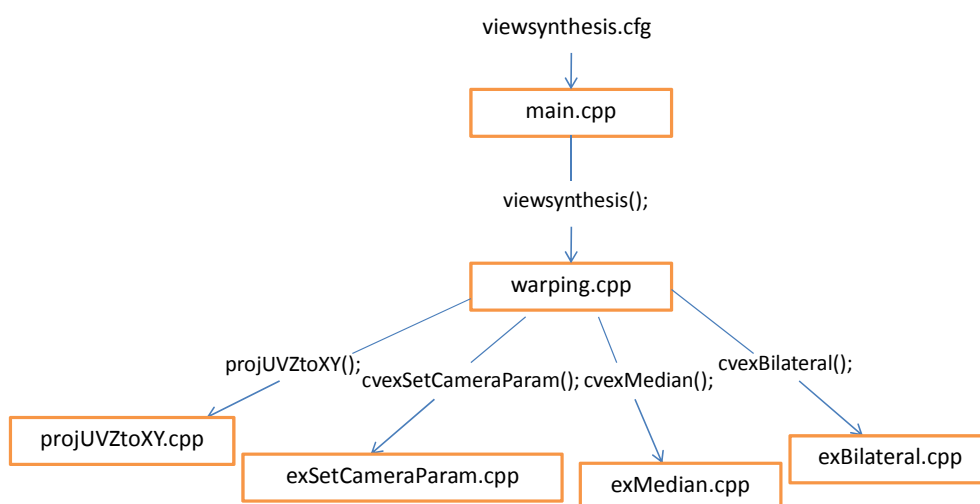 viewsynthesis.cfg
main.cpp
viewsynthesis();
warping.cpp
projUVZtoXY();
cvexSetCameraParam();
cvexMedian();
cvexBilateral();
projUVZtoXY.cpp
exSetCameraParam.cpp
exMedian.cpp
exBilateral.cpp